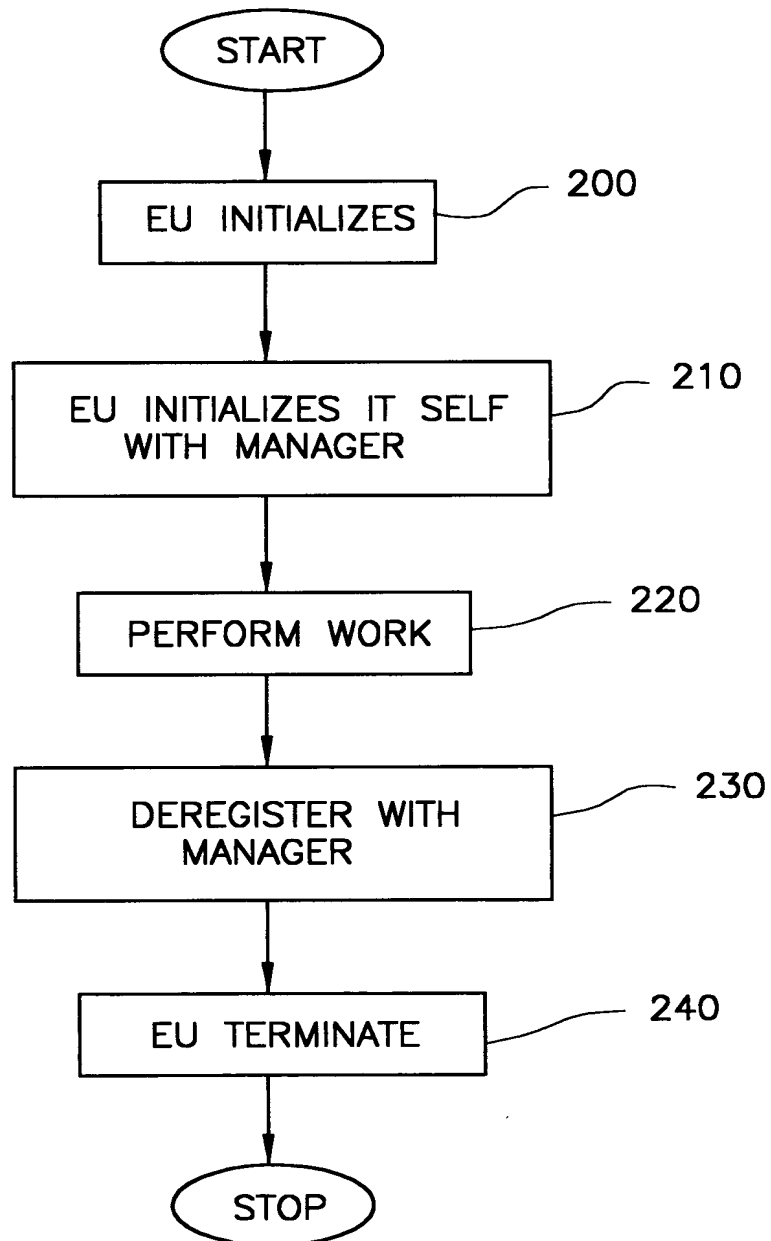 START
EU INITIALIZES
200
EU INITIALIZES IT SELF
WITH MANAGER
210
PERFORM WORK
220
DEREGISTER WITH
MANAGER
230
EU TERMINATE
240
STOP